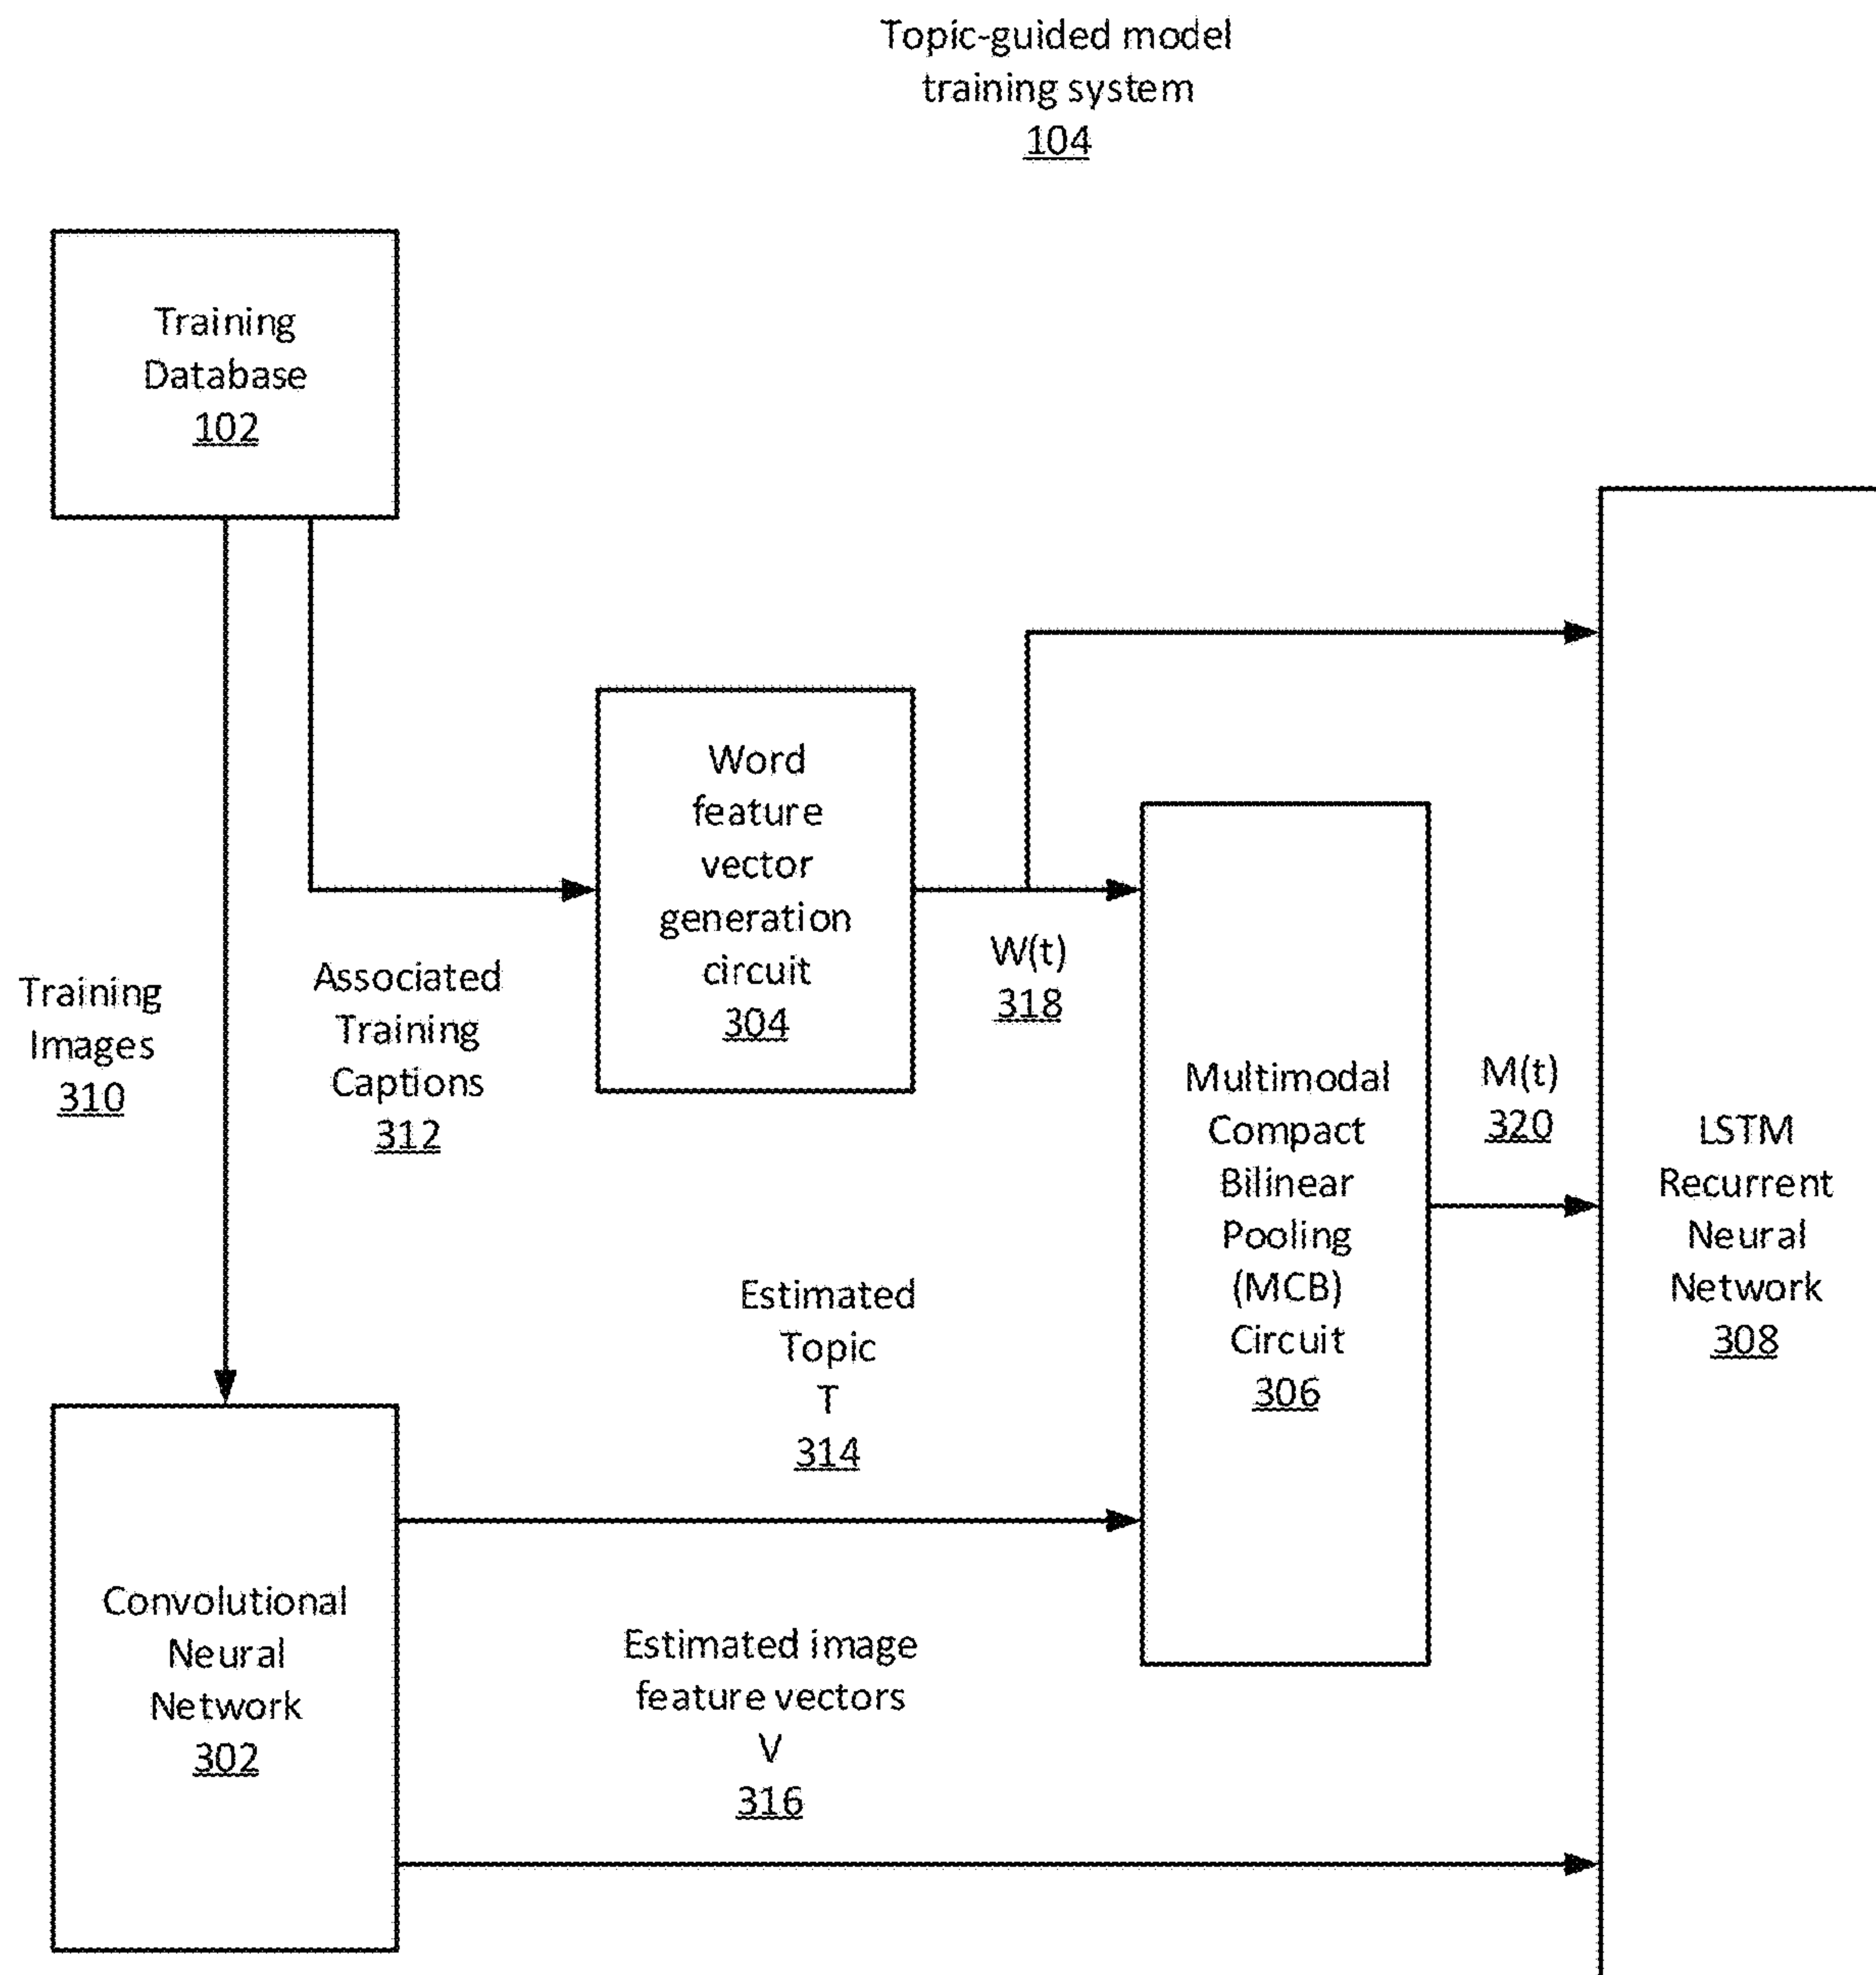 Topic-guided model
training system
104
Training
Database
102
Word
feature
vector
generation
circuit
304
W(t)
318
Training
Images
310
Associated
Training
Captions
312
Multimodal
Compact
Bilinear
Pooling
(MCB)
Circuit
306
M(t)
320
LSTM
Recurrent
Neural
Network
308
Estimated
Topic
T
314
Convolutional
Neural
Network
302
Estimated image
feature vectors
V
316